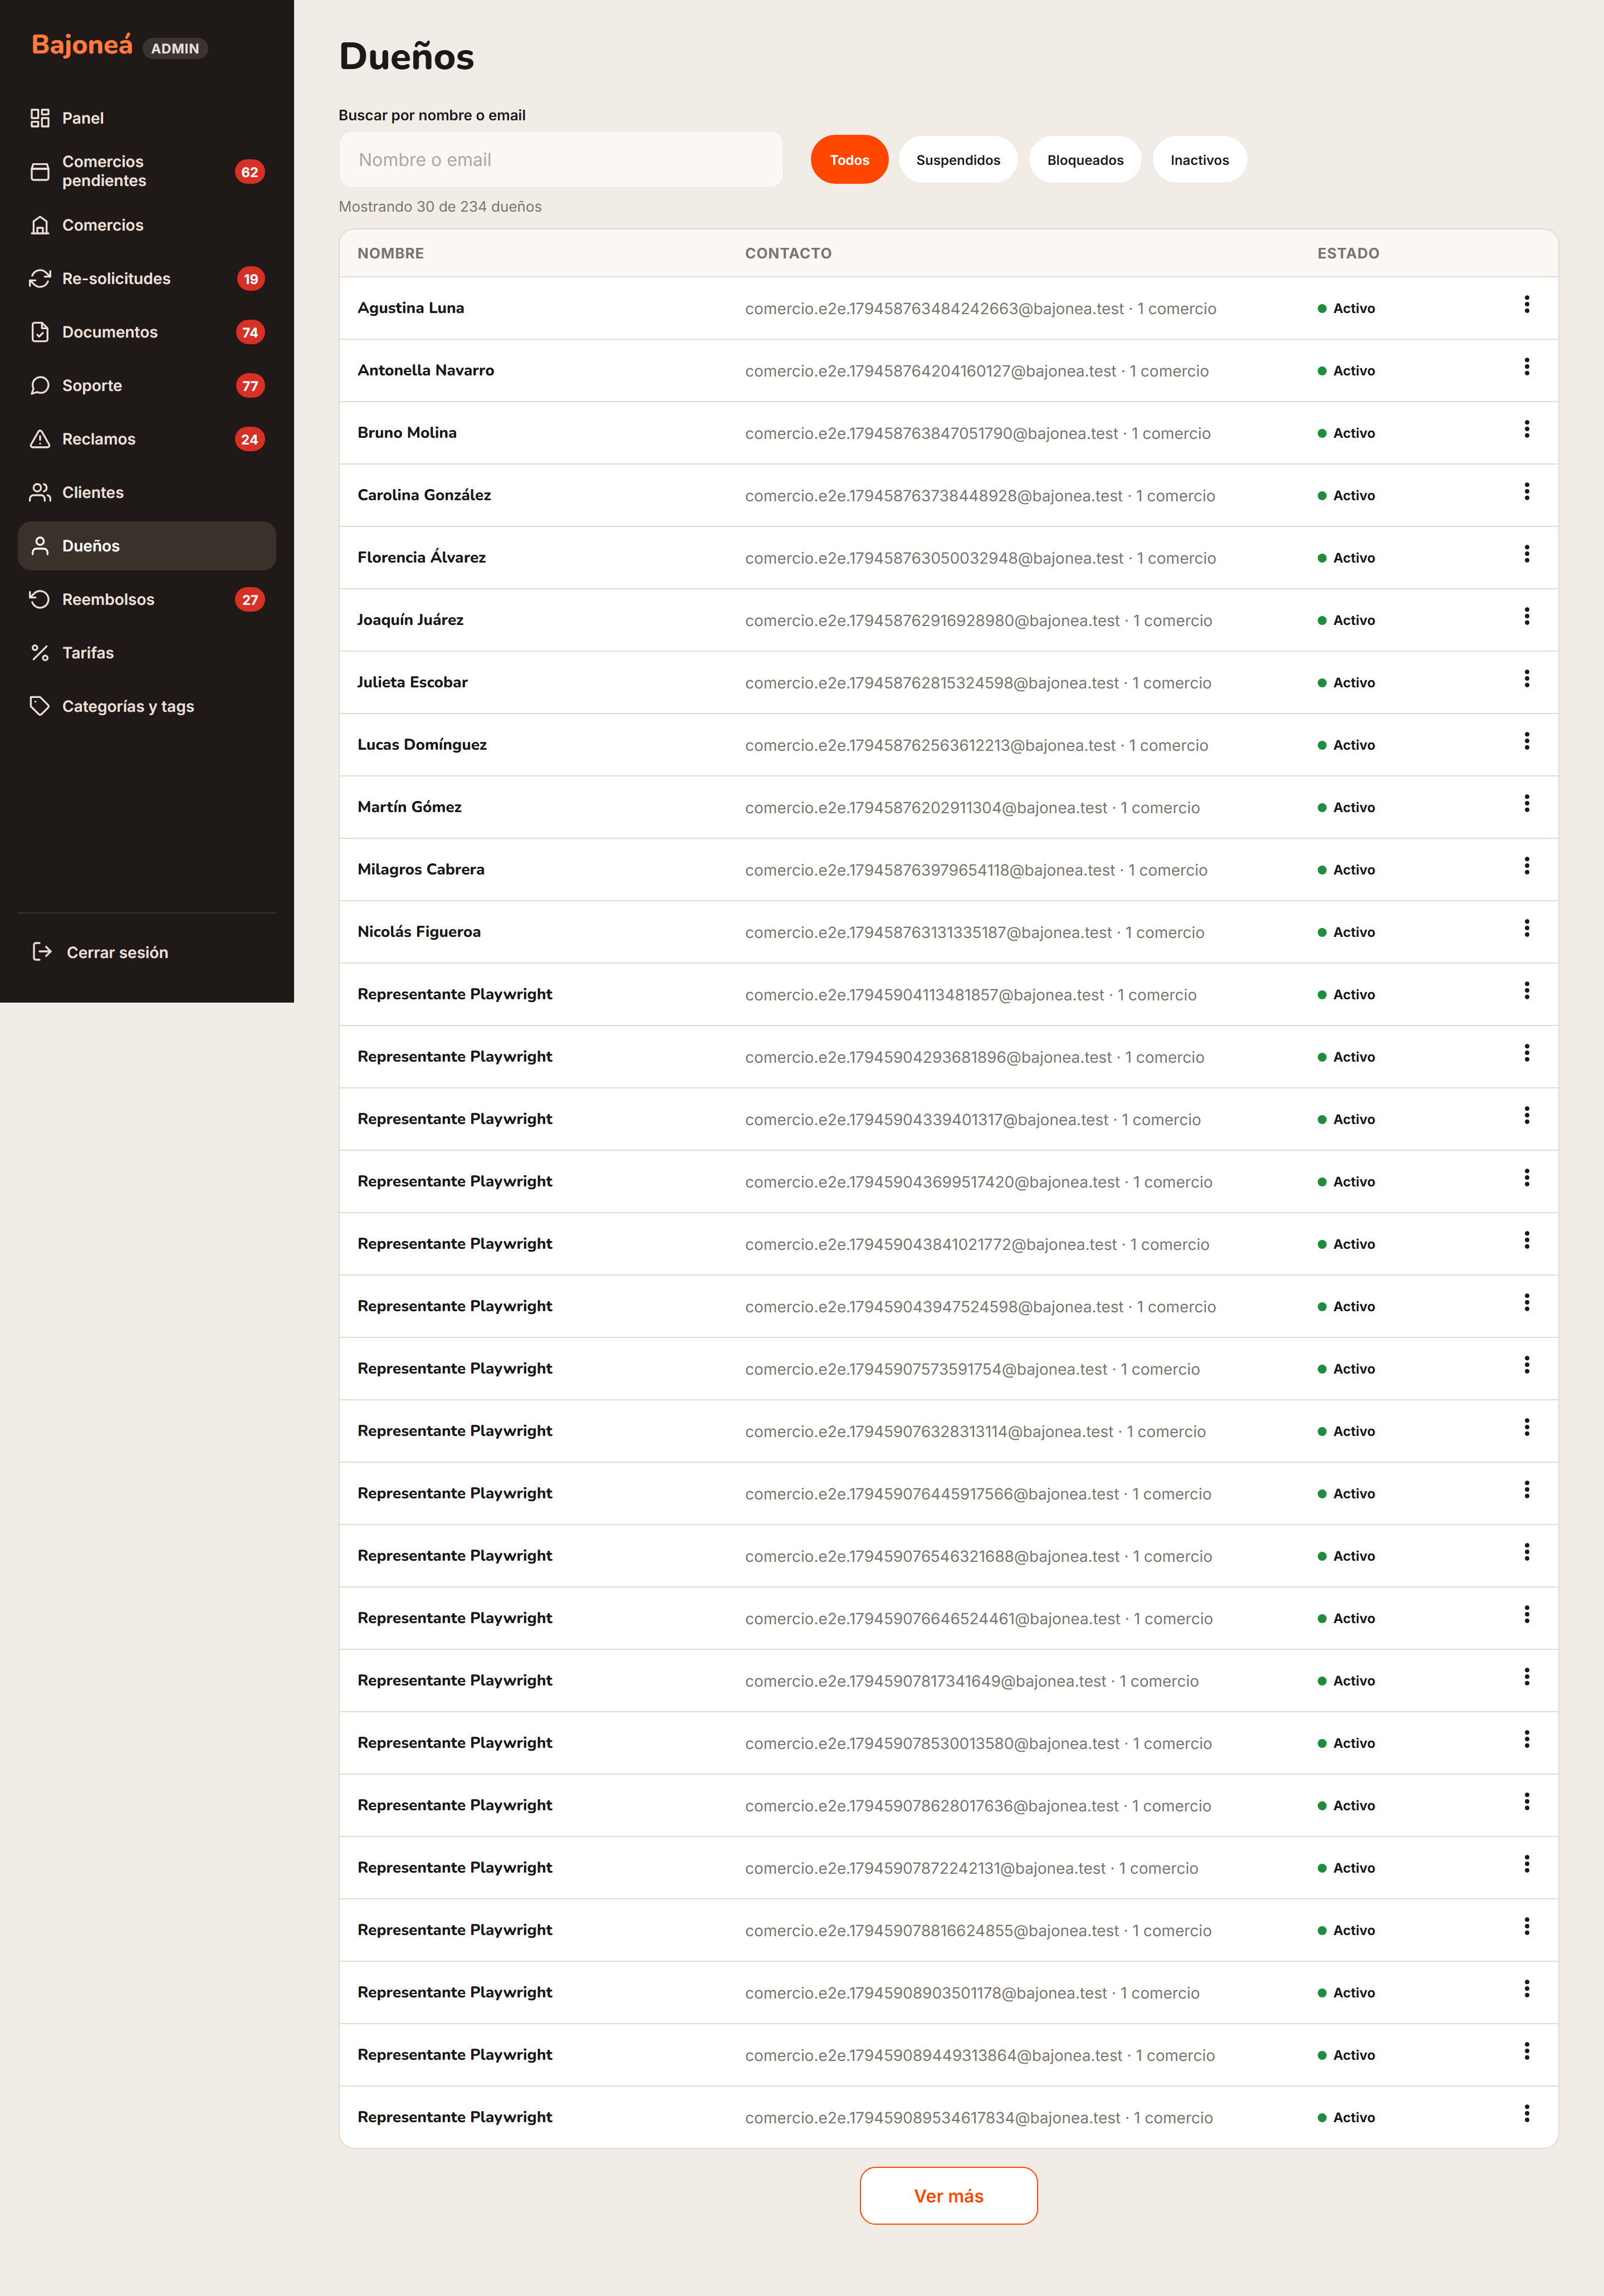 Bajoneá ADMIN
Panel
Comercios
pendientes 62
Comercios
Re-solicitudes 19
Documentos 74
Soporte 77
Reclamos 24
Clientes
Dueños
Reembolsos 27
Tarifas
Categorías y tags
Cerrar sesión
Dueños
Buscar por nombre o email
Nombre o email
Todos Suspendidos Bloqueados Inactivos
Mostrando 30 de 234 dueños
NOMBRE CONTACTO ESTADO
Agustina Luna comercio.e2e.179458763484242663@bajonea.test · 1 comercio Activo
Antonella Navarro comercio.e2e.179458764204160127@bajonea.test · 1 comercio Activo
Bruno Molina comercio.e2e.179458763847051790@bajonea.test · 1 comercio Activo
Carolina González comercio.e2e.179458763738448928@bajonea.test · 1 comercio Activo
Florencia Álvarez comercio.e2e.179458763050032948@bajonea.test · 1 comercio Activo
Joaquín Juárez comercio.e2e.179458762916928980@bajonea.test · 1 comercio Activo
Julieta Escobar comercio.e2e.179458762815324598@bajonea.test · 1 comercio Activo
Lucas Domínguez comercio.e2e.179458762563612213@bajonea.test · 1 comercio Activo
Martín Gómez comercio.e2e.17945876202911304@bajonea.test · 1 comercio Activo
Milagros Cabrera comercio.e2e.179458763979654118@bajonea.test · 1 comercio Activo
Nicolás Figueroa comercio.e2e.179458763131335187@bajonea.test · 1 comercio Activo
Representante Playwright comercio.e2e.17945904113481857@bajonea.test · 1 comercio Activo
Representante Playwright comercio.e2e.17945904293681896@bajonea.test · 1 comercio Activo
Representante Playwright comercio.e2e.17945904339401317@bajonea.test · 1 comercio Activo
Representante Playwright comercio.e2e.179459043699517420@bajonea.test · 1 comercio Activo
Representante Playwright comercio.e2e.179459043841021772@bajonea.test · 1 comercio Activo
Representante Playwright comercio.e2e.179459043947524598@bajonea.test · 1 comercio Activo
Representante Playwright comercio.e2e.17945907573591754@bajonea.test · 1 comercio Activo
Representante Playwright comercio.e2e.179459076328313114@bajonea.test · 1 comercio Activo
Representante Playwright comercio.e2e.179459076445917566@bajonea.test · 1 comercio Activo
Representante Playwright comercio.e2e.179459076546321688@bajonea.test · 1 comercio Activo
Representante Playwright comercio.e2e.179459076646524461@bajonea.test · 1 comercio Activo
Representante Playwright comercio.e2e.17945907817341649@bajonea.test · 1 comercio Activo
Representante Playwright comercio.e2e.179459078530013580@bajonea.test · 1 comercio Activo
Representante Playwright comercio.e2e.179459078628017636@bajonea.test · 1 comercio Activo
Representante Playwright comercio.e2e.17945907872242131@bajonea.test · 1 comercio Activo
Representante Playwright comercio.e2e.179459078816624855@bajonea.test · 1 comercio Activo
Representante Playwright comercio.e2e.17945908903501178@bajonea.test · 1 comercio Activo
Representante Playwright comercio.e2e.179459089449313864@bajonea.test · 1 comercio Activo
Representante Playwright comercio.e2e.179459089534617834@bajonea.test · 1 comercio Activo
Ver más